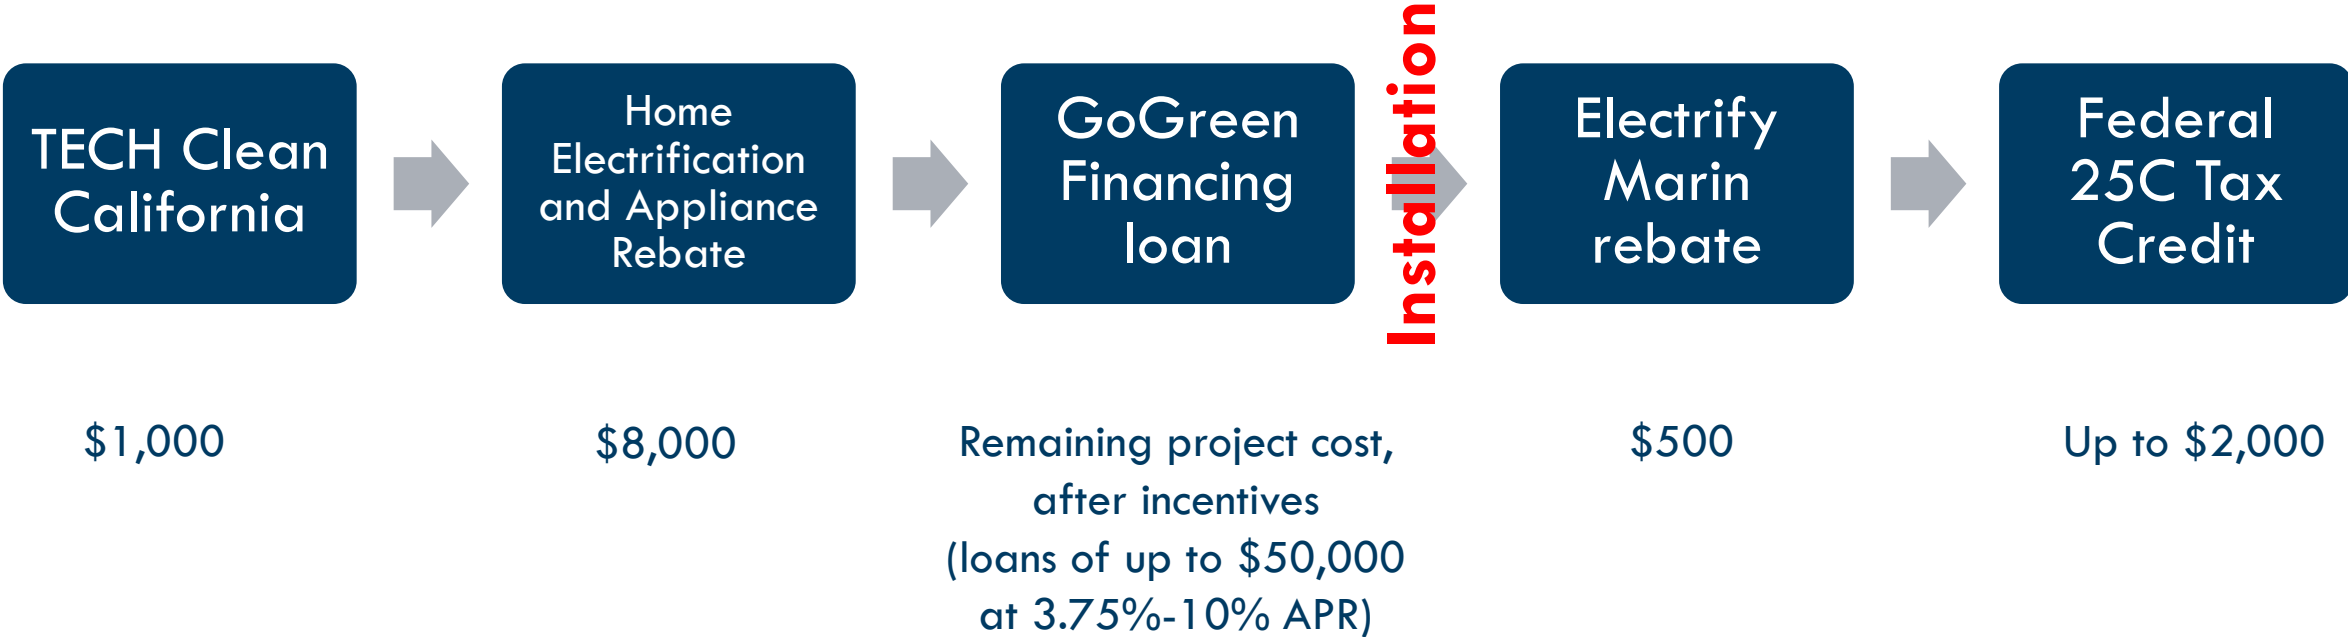 TECH Clean
California
Home
Electrification
and Appliance
Rebate
GoGreen
Financing
loan
Installation
Electrify
Marin
rebate
Federal
25C Tax
Credit
$1,000
$8,000
Remaining project cost,
after incentives
(loans of up to $50,000
at 3.75%-10% APR)
$500
Up to $2,000